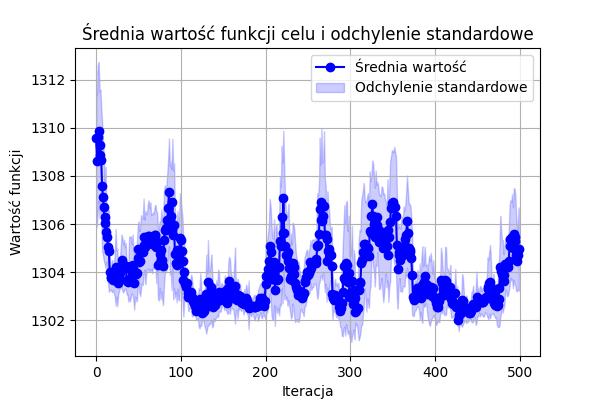 Średnia wartość funkcji celu i odchylenie standardowe
Średnia wartość
Odchylenie standardowe
Wartość funkcji
1312
1310
1308
1306
1304
1302
0 100 200 300 400 500
Iteracja